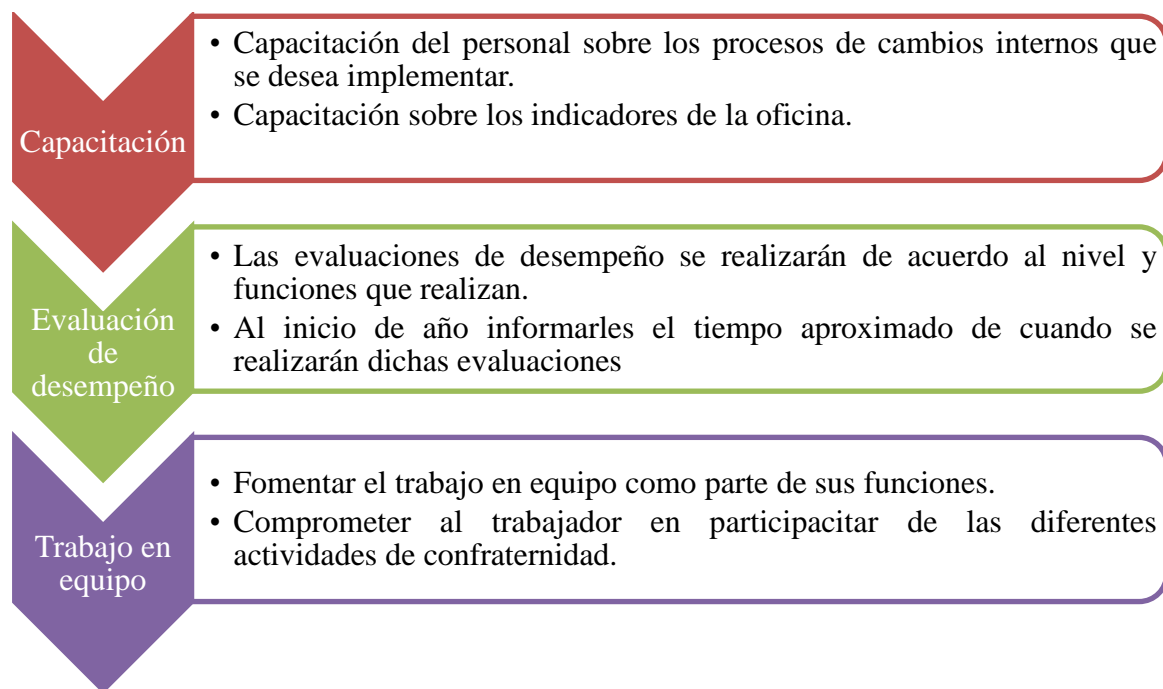 Capacitación
• Capacitación del personal sobre los procesos de cambios internos que
se desea implementar.
• Capacitación sobre los indicadores de la oficina.
Evaluación
de
desempeño
• Las evaluaciones de desempeño se realizarán de acuerdo al nivel y
funciones que realizan.
• Al inicio de año informarles el tiempo aproximado de cuando se
realizarán dichas evaluaciones
Trabajo en
equipo
• Fomentar el trabajo en equipo como parte de sus funciones.
• Comprometer al trabajador en participacitar de las diferentes
actividades de confraternidad.